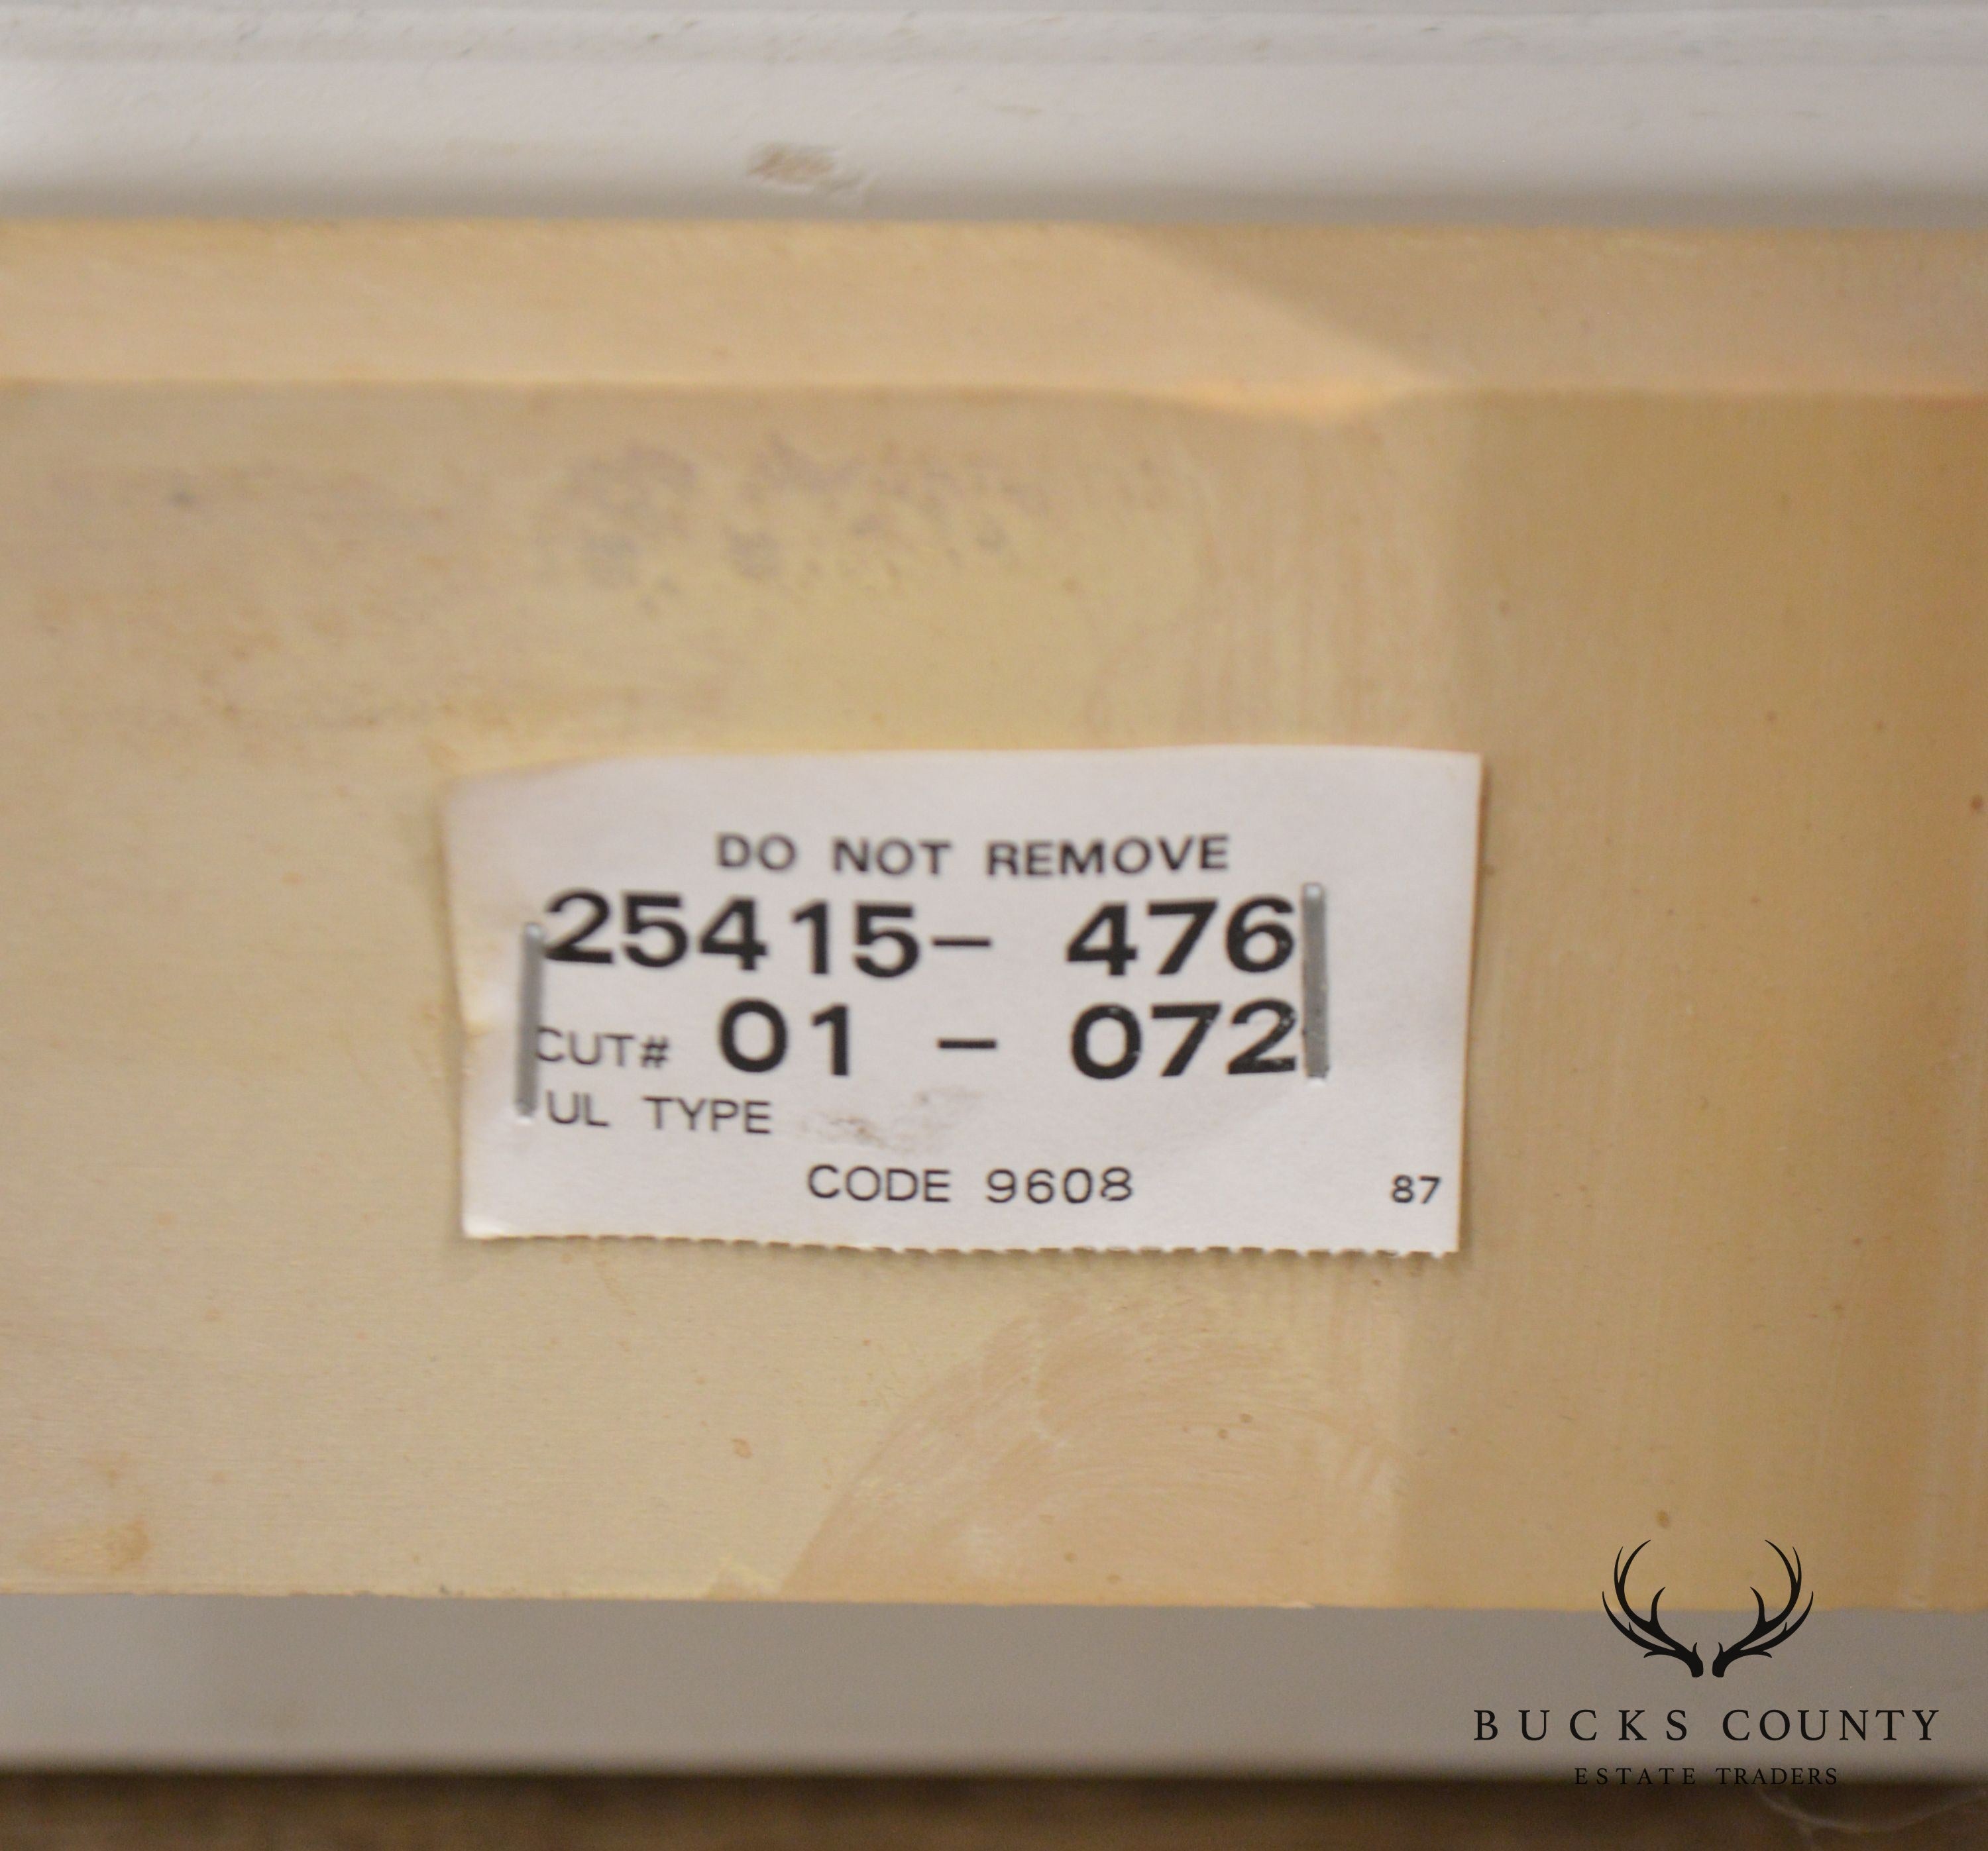 DO NOT REMOVE
25415- 476
CUT# 01 - 072
UL TYPE
CODE 9608 87
BUCKS COUNTY
ESTATE TRADERS